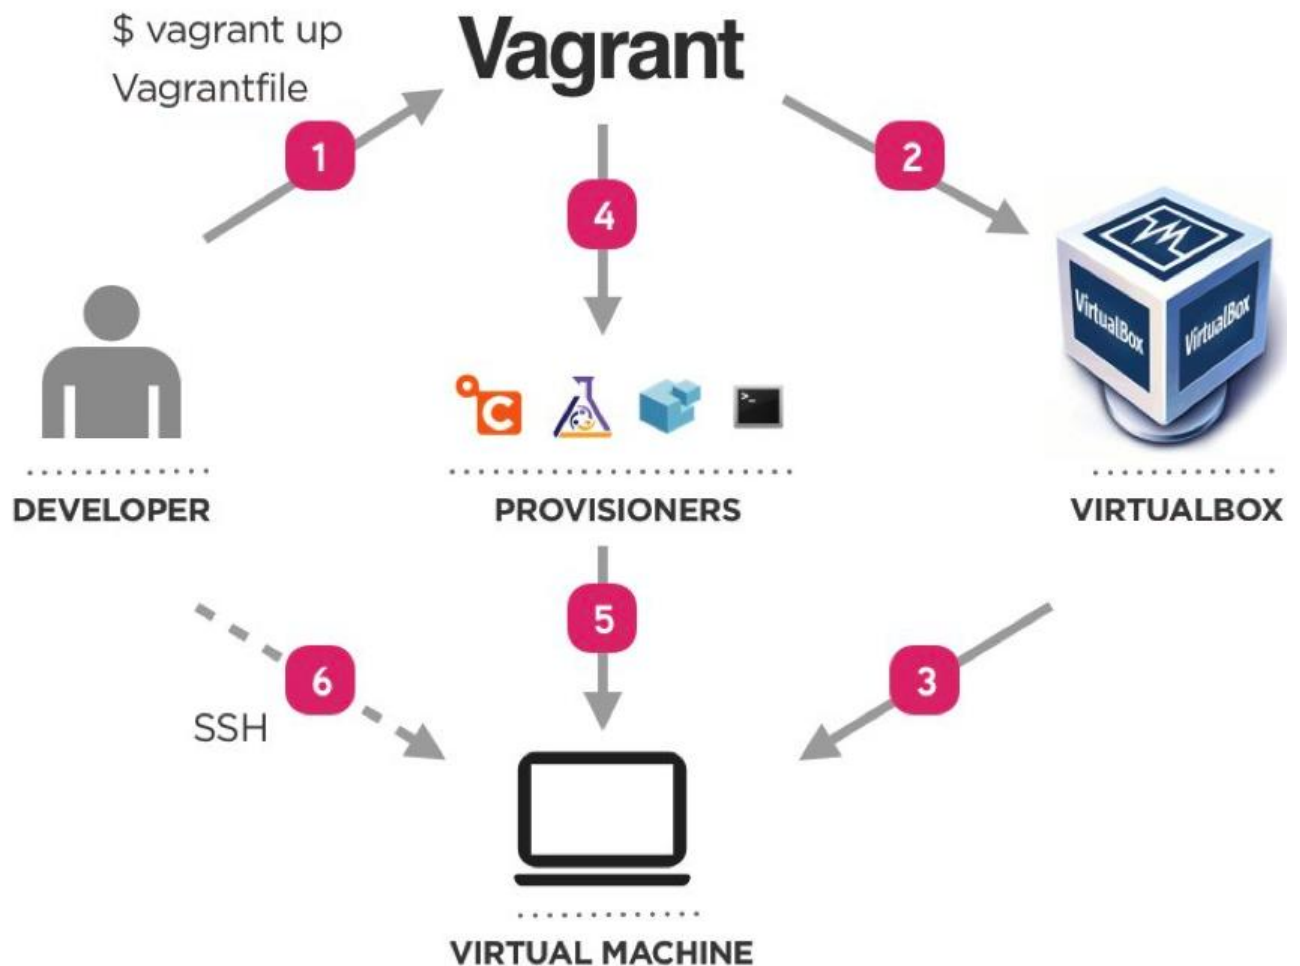 $ vagrant up
Vagrantfile
Vagrant
1
2
4
VirtualBox
VirtualBox
C
>_
DEVELOPER
PROVISIONERS
VIRTUALBOX
5
6
3
SSH
VIRTUAL MACHINE